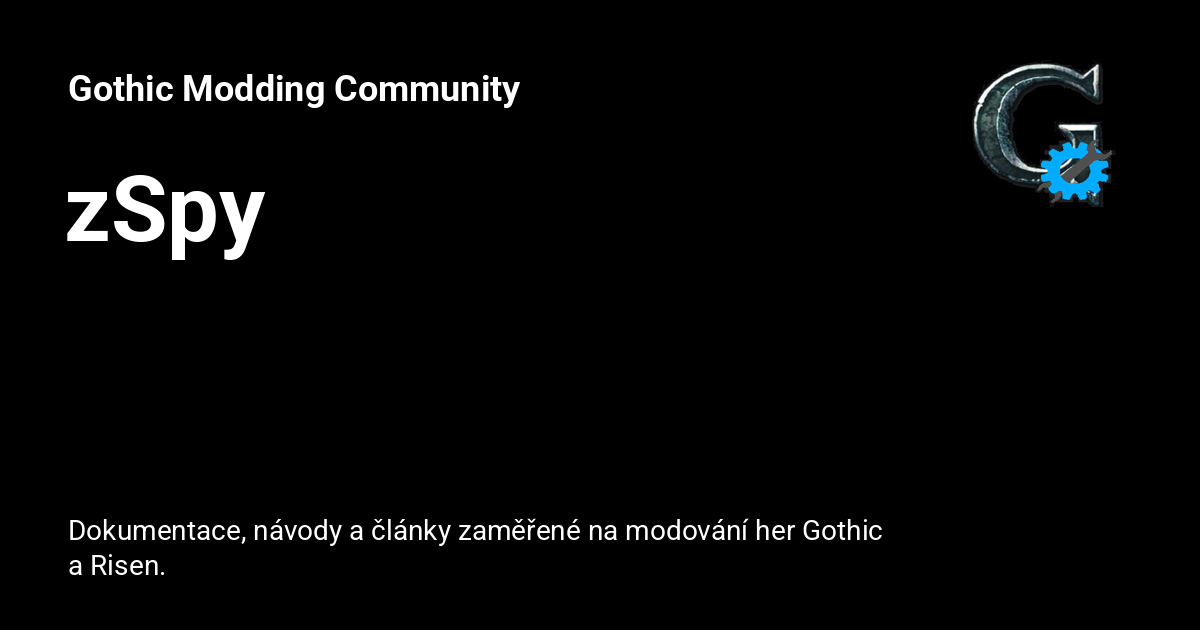 Gothic Modding Community
zSpy
Dokumentace, návody a články zaměřené na modování her Gothic
a Risen.